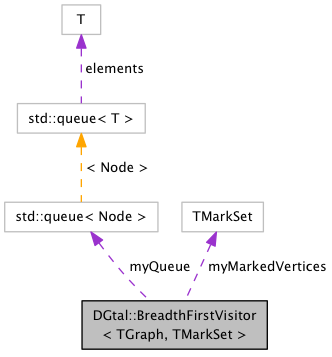 T
elements
std::queue< T >
< Node >
std::queue< Node >
TMarkSet
myQueue
myMarkedVertices
DGtal::BreadthFirstVisitor
< TGraph, TMarkSet >